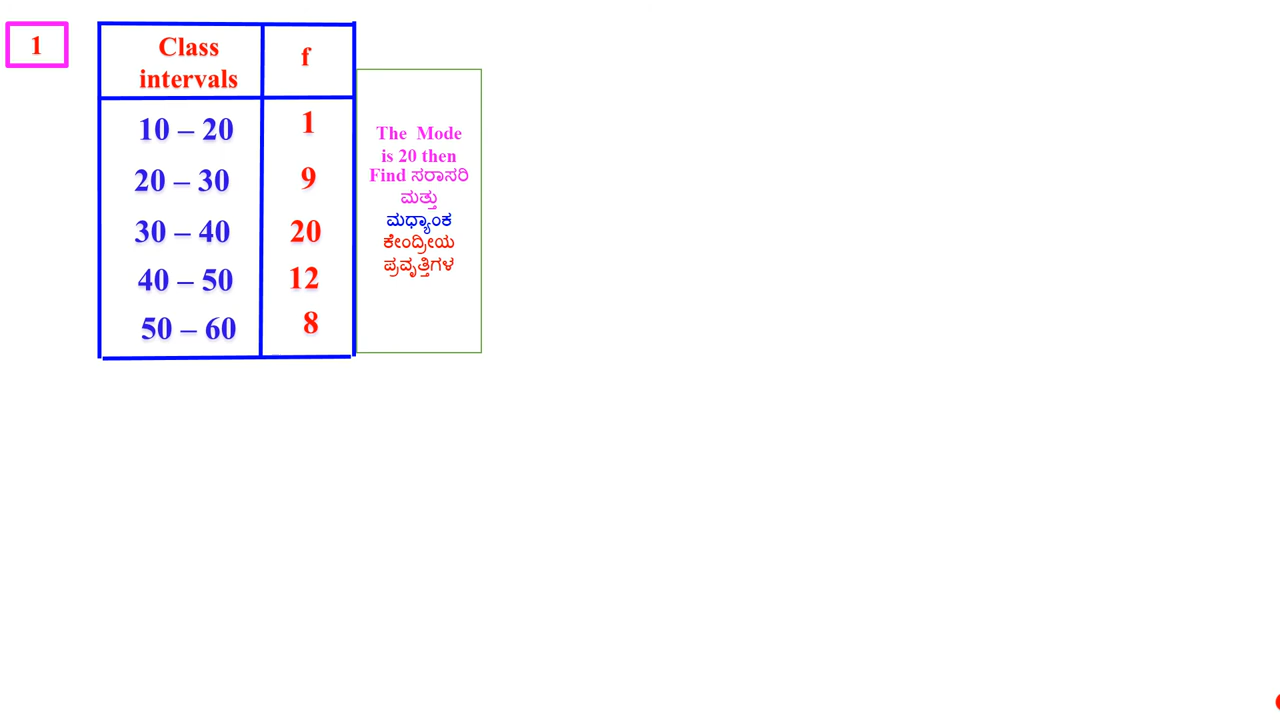 1
Class intervals f
10 – 20 1
20 – 30 9
30 – 40 20
40 – 50 12
50 – 60 8
The Mode
is 20 then
Find ಸರಾಸರಿ
ಮತ್ತು
ಮಧ್ಯಾಂಕ
ಕೇಂದ್ರೀಯ
ಪ್ರವೃತ್ತಿಗಳ